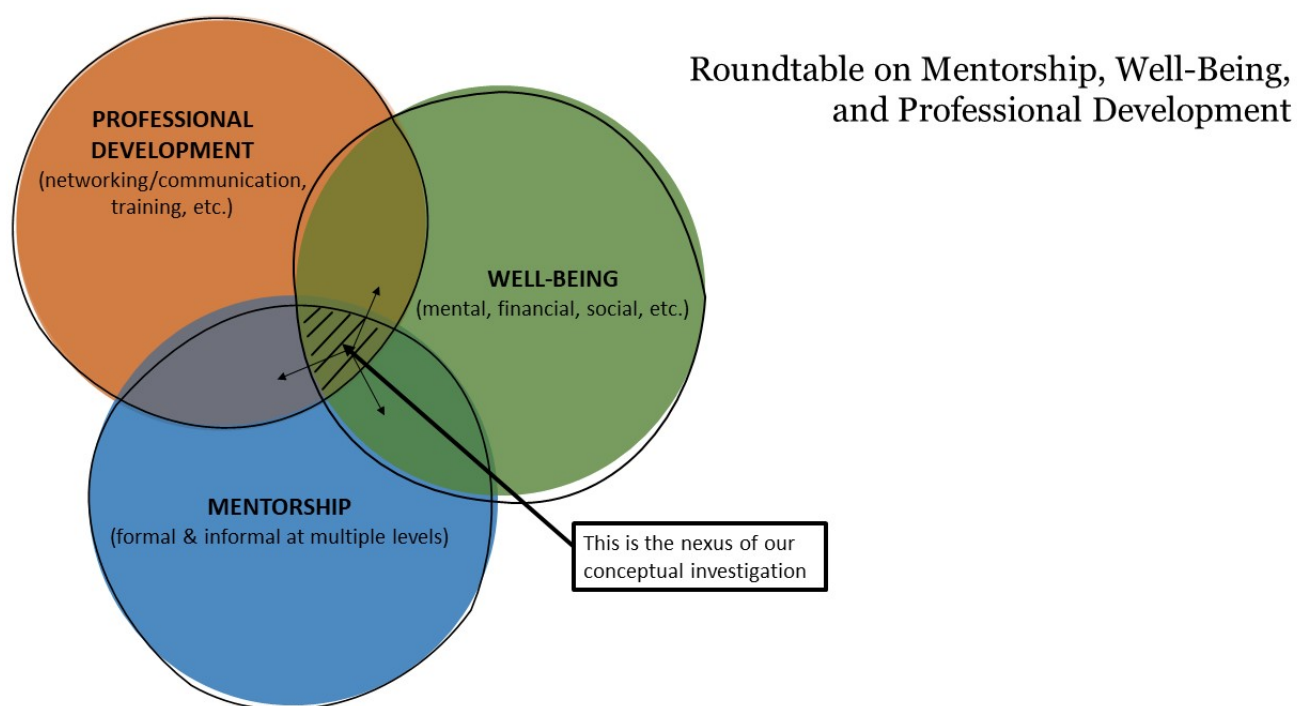 Roundtable on Mentorship, Well-Being,
and Professional Development
PROFESSIONAL
DEVELOPMENT
(networking/communication,
training, etc.)
WELL-BEING
(mental, financial, social, etc.)
MENTORSHIP
(formal & informal at multiple levels)
This is the nexus of our
conceptual investigation